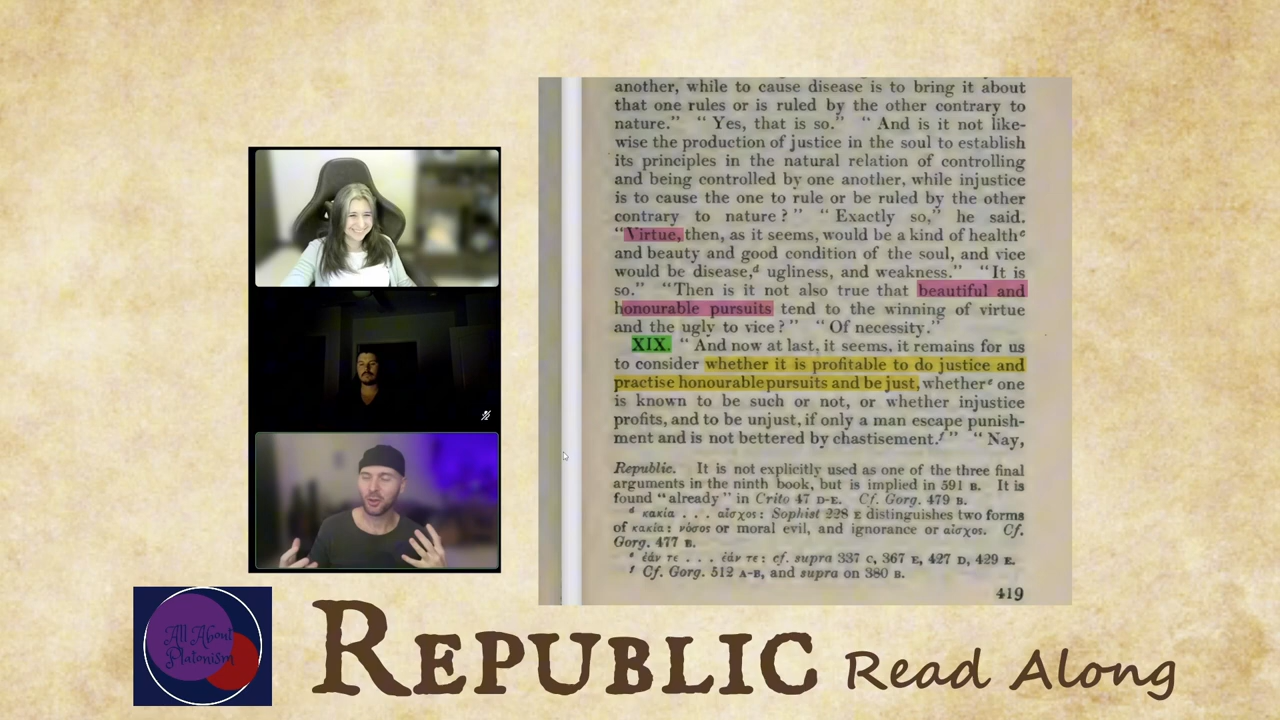 another, while to cause disease is to bring it about
that one rules or is ruled by the other contrary to
nature.” “ Yes, that is so.” “ And is it not like-
wise the production of justice in the soul to establish
its principles in the natural relation of controlling
and being controlled by one another, while injustice
is to cause the one to rule or be ruled by the other
contrary to nature ? ” “ Exactly so,” he said.
“ Virtue, then, as it seems, would be a kind of healthᶜ
and beauty and good condition of the soul, and vice
would be disease,ᵈ ugliness, and weakness.” “ It is
so.” “ Then is it not also true that beautiful and
honourable pursuits tend to the winning of virtue
and the ugly to vice ? ” “ Of necessity.”
XIX. “ And now at last, it seems, it remains for us
to consider whether it is profitable to do justice and
practise honourable pursuits and be just, whetherᵉ one
is known to be such or not, or whether injustice
profits, and to be unjust, if only a man escape punish-
ment and is not bettered by chastisement.ᶠ ” “ Nay,
Republic. It is not explicitly used as one of the three final
arguments in the ninth book, but is implied in 591 B. It is
found “ already ” in Crito 47 D-E. Cf. Gorg. 479 B.
ᵈ κακία . . . αἶσχος : Sophist 228 E distinguishes two forms
of κακία : νόσος or moral evil, and ignorance or αἶσχος. Cf.
Gorg. 477 B.
ᵉ ἐάν τε . . . ἐάν τε : cf. supra 337 C, 367 E, 427 D, 429 E.
ᶠ Cf. Gorg. 512 A-B, and supra on 380 B.
419
All About
Platonism
REPUBLIC Read Along